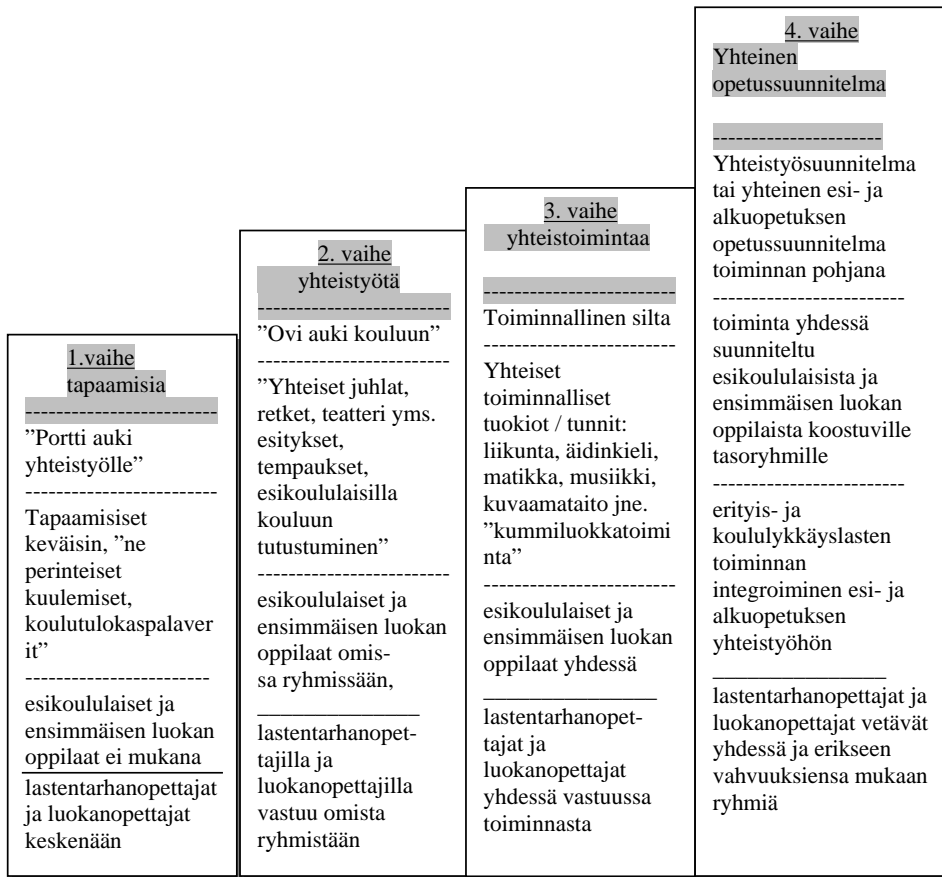 1.vaihe
tapaamisia
-------------------------
”Portti auki
yhteistyölle”
-------------------------
Tapaamisiset
keväisin, ”ne
perinteiset
kuulemiset,
koulutulokaspalaver
it”
------------------------
esikoululaiset ja
ensimmäisen luokan
oppilaat ei mukana
lastentarhanopettajat
ja luokanopettajat
keskenään
2. vaihe
yhteistyötä
-------------------------
”Ovi auki kouluun”
-------------------------
”Yhteiset juhlat,
retket, teatteri yms.
esitykset,
tempaukset,
esikoululaisilla
kouluun
tutustuminen”
-------------------------
esikoululaiset ja
ensimmäisen luokan
oppilaat omis-
sa ryhmissään,
_______________
lastentarhanopet-
tajilla ja
luokanopettajilla
vastuu omista
ryhmistään
3. vaihe
yhteistoimintaa
-------------------------
Toiminnallinen silta
-------------------------
Yhteiset
toiminnalliset
tuokiot / tunnit:
liikunta, äidinkieli,
matikka, musiikki,
kuvaamataito jne.
”kummiluokkatoimi
nta”
-------------------------
esikoululaiset ja
ensimmäisen luokan
oppilaat yhdessä
________________
lastentarhanopet-
tajat ja
luokanopettajat
yhdessä vastuussa
toiminnasta
4. vaihe
Yhteinen
opetussuunnitelma
----------------------
Yhteistyösuunnitelma
tai yhteinen esi- ja
alkuopetuksen
opetussuunnitelma
toiminnan pohjana
-------------------------
toiminta yhdessä
suunniteltu
esikoululaisista ja
ensimmäisen luokan
oppilaista koostuville
tasoryhmille
-------------------------
erityis- ja
koululykkäyslasten
toiminnan
integroiminen esi- ja
alkuopetuksen
yhteistyöhön
__________________
lastentarhanopettajat ja
luokanopettajat vetävät
yhdessä ja erikseen
vahvuuksiensa mukaan
ryhmiä